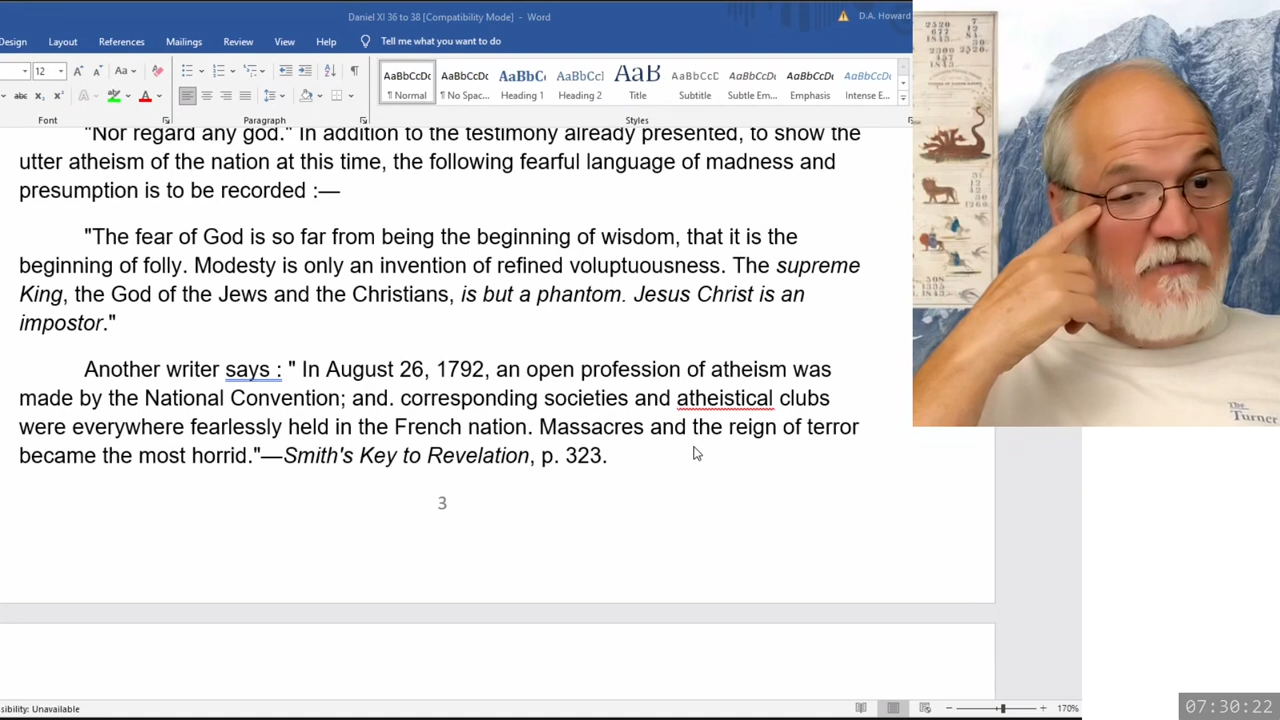 Daniel XI 36 to 38 [Compatibility Mode] - Word
D.A. Howard
Design Layout References Mailings Review View Help Tell me what you want to do
12 Aa
AaBbCcDc AaBbCcDc AaBbC AaBbCcI AaB AaBbCcD AaBbCcDc AaBbCcDc AaBbCcDc
¶ Normal ¶ No Spac... Heading 1 Heading 2 Title Subtitle Subtle Em... Emphasis Intense E...
Font Paragraph Styles
"Nor regard any god." In addition to the testimony already presented, to show the
utter atheism of the nation at this time, the following fearful language of madness and
presumption is to be recorded :—
"The fear of God is so far from being the beginning of wisdom, that it is the
beginning of folly. Modesty is only an invention of refined voluptuousness. The supreme
King, the God of the Jews and the Christians, is but a phantom. Jesus Christ is an
impostor."
Another writer says : " In August 26, 1792, an open profession of atheism was
made by the National Convention; and. corresponding societies and atheistical clubs
were everywhere fearlessly held in the French nation. Massacres and the reign of terror
became the most horrid."—Smith's Key to Revelation, p. 323.
3
sibility: Unavailable
170%
2520
677
1843
The
Turner
07:30:22